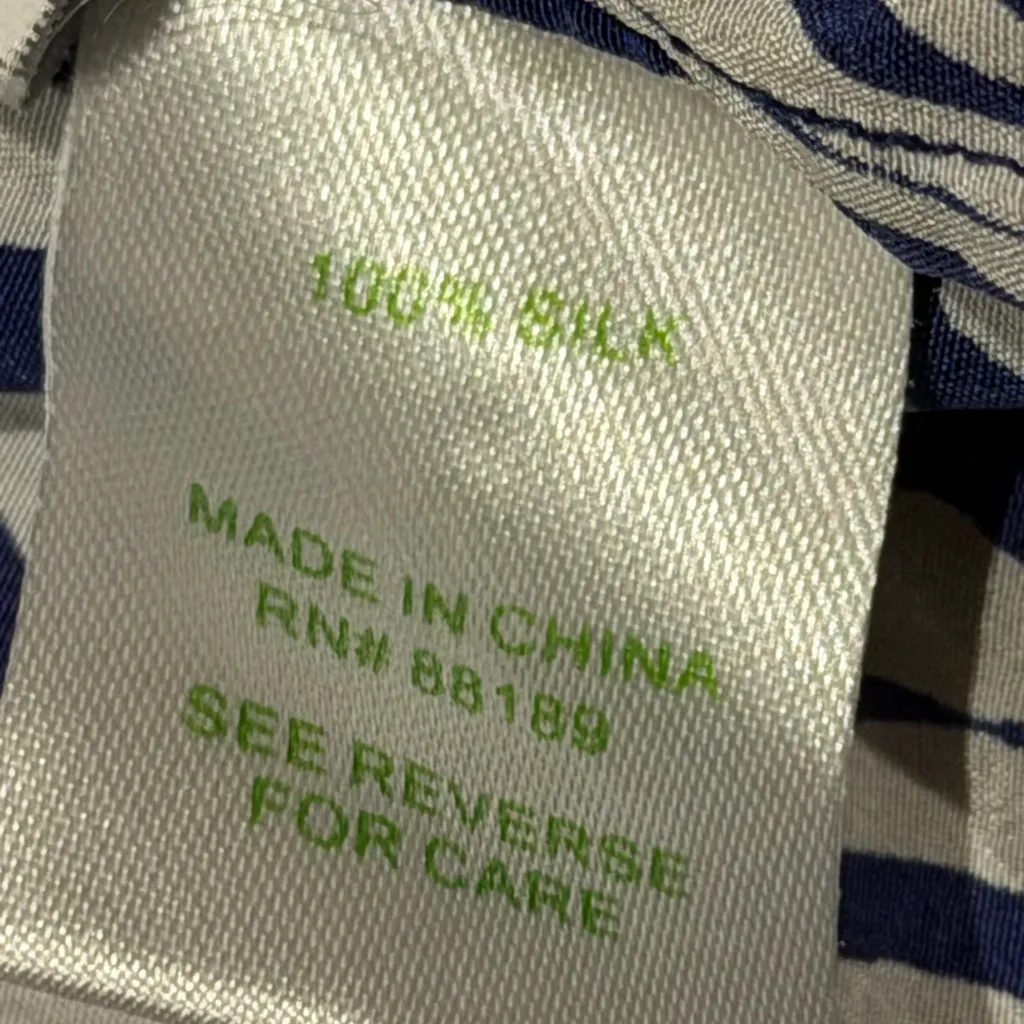 100% SILK
MADE IN CHINA
RN# 88189
SEE REVERSE
FOR CARE